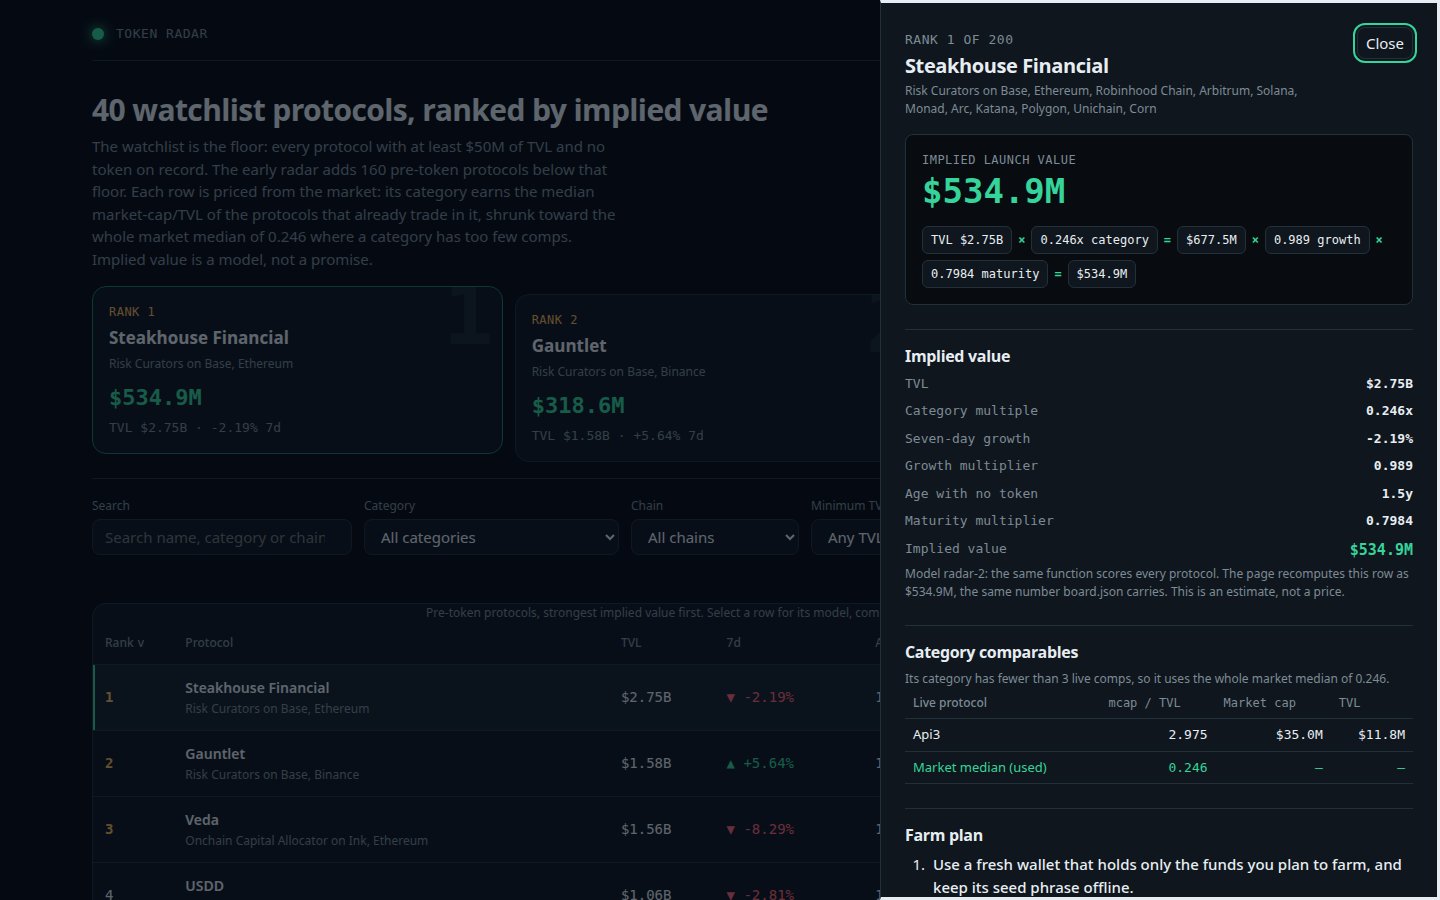 TOKEN RADAR
40 watchlist protocols, ranked by implied value
The watchlist is the floor: every protocol with at least $50M of TVL and no
token on record. The early radar adds 160 pre-token protocols below that
floor. Each row is priced from the market: its category earns the median
market-cap/TVL of the protocols that already trade in it, shrunk toward the
whole market median of 0.246 where a category has too few comps.
Implied value is a model, not a promise.
RANK 1
1
Steakhouse Financial
Risk Curators on Base, Ethereum
$534.9M
TVL $2.75B · -2.19% 7d
RANK 2
Gauntlet
Risk Curators on Base, Binance
$318.6M
TVL $1.58B · +5.64% 7d
Search
Category
Chain
Minimum TV
Search name, category or chain
All categories
All chains
Any TVL
Pre-token protocols, strongest implied value first. Select a row for its model, com
Rank v
Protocol
TVL
7d
1
Steakhouse Financial
Risk Curators on Base, Ethereum
$2.75B
▼ -2.19%
2
Gauntlet
Risk Curators on Base, Binance
$1.58B
▲ +5.64%
3
Veda
Onchain Capital Allocator on Ink, Ethereum
$1.56B
▼ -8.29%
4
USDD
$1.06B
▼ -2.81%
RANK 1 OF 200
Close
Steakhouse Financial
Risk Curators on Base, Ethereum, Robinhood Chain, Arbitrum, Solana,
Monad, Arc, Katana, Polygon, Unichain, Corn
IMPLIED LAUNCH VALUE
$534.9M
TVL $2.75B × 0.246x category = $677.5M × 0.989 growth ×
0.7984 maturity = $534.9M
Implied value
TVL $2.75B
Category multiple 0.246x
Seven-day growth -2.19%
Growth multiplier 0.989
Age with no token 1.5y
Maturity multiplier 0.7984
Implied value $534.9M
Model radar-2: the same function scores every protocol. The page recomputes this row as
$534.9M, the same number board.json carries. This is an estimate, not a price.
Category comparables
Its category has fewer than 3 live comps, so it uses the whole market median of 0.246.
Live protocol mcap / TVL Market cap TVL
Api3 2.975 $35.0M $11.8M
Market median (used) 0.246 — —
Farm plan
1. Use a fresh wallet that holds only the funds you plan to farm, and
keep its seed phrase offline.